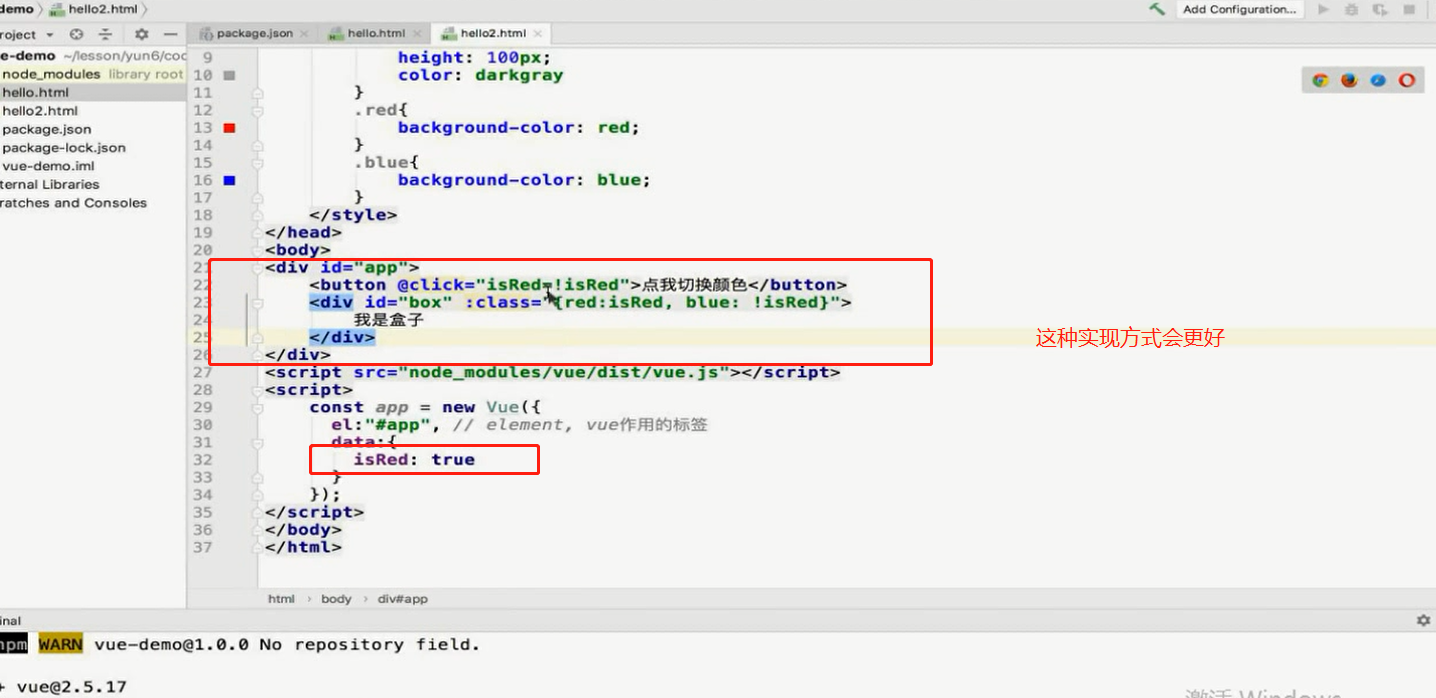 demo hello2.html Add Configuration...
roject package.json hello.html hello2.html
e-demo ~/lesson/yun6/coc
node_modules library root
hello.html
hello2.html
package.json
package-lock.json
vue-demo.iml
ternal Libraries
ratches and Consoles
9 height: 100px;
10 color: darkgray
11 }
12 .red{
13 background-color: red;
14 }
15 .blue{
16 background-color: blue;
17 }
18 </style>
19 </head>
20 <body>
21 <div id="app">
22 <button @click="isRed=!isRed">点我切换颜色</button>
23 <div id="box" :class="{red:isRed, blue: !isRed}">
24 我是盒子
25 </div>
这种实现方式会更好
26 </div>
27 <script src="node_modules/vue/dist/vue.js"></script>
28 <script>
29 const app = new Vue({
30 el:"#app", // element, vue作用的标签
31 data:{
32 isRed: true
33 }
34 });
35 </script>
36 </body>
37 </html>
html › body › div#app
inal
npm WARN vue-demo@1.0.0 No repository field.
+ vue@2.5.17
激活 Windows